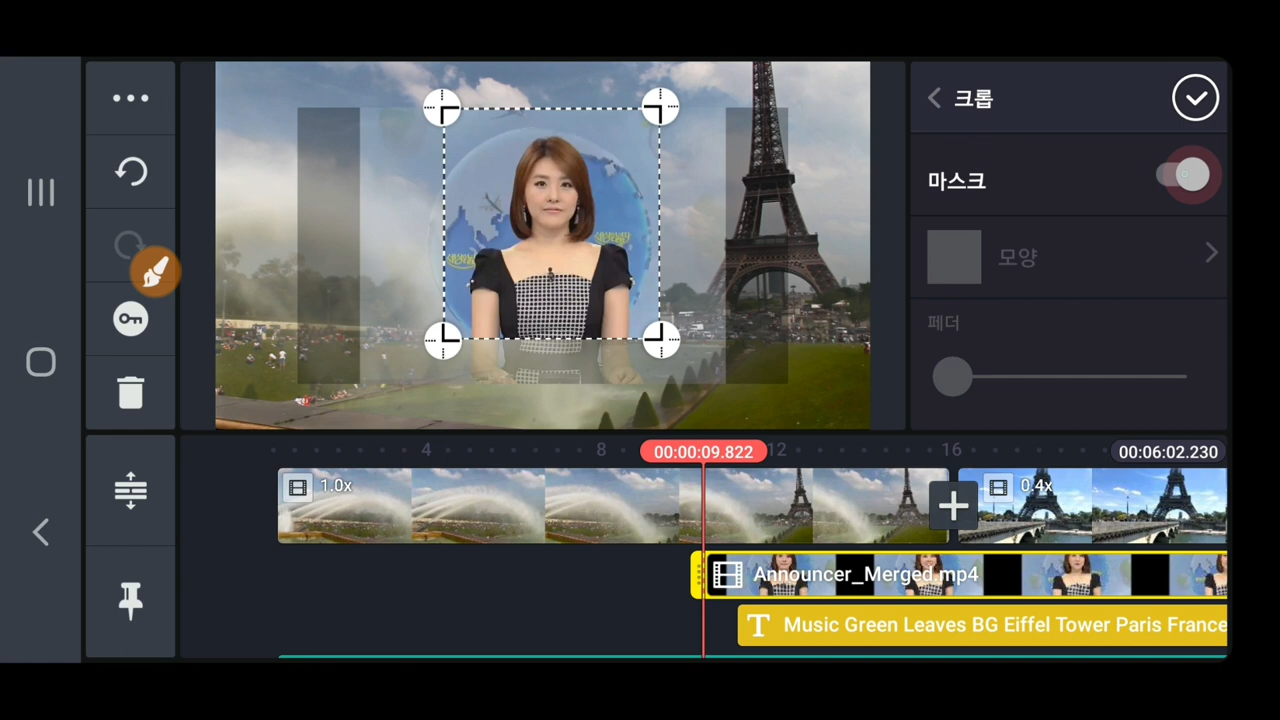 크롭
마스크
모양
페더
4
8
00:00:09.822
12
16
00:06:02.230
1.0x
0.4x
Announcer_Merged.mp4
T Music Green Leaves BG Eiffel Tower Paris France